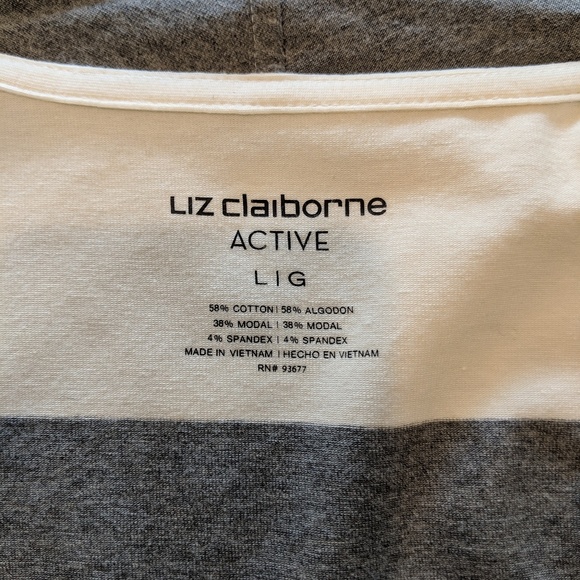 LIZ claiborne
ACTIVE
L | G
58% COTTON | 58% ALGODON
38% MODAL | 38% MODAL
4% SPANDEX | 4% SPANDEX
MADE IN VIETNAM | HECHO EN VIETNAM
RN# 93677